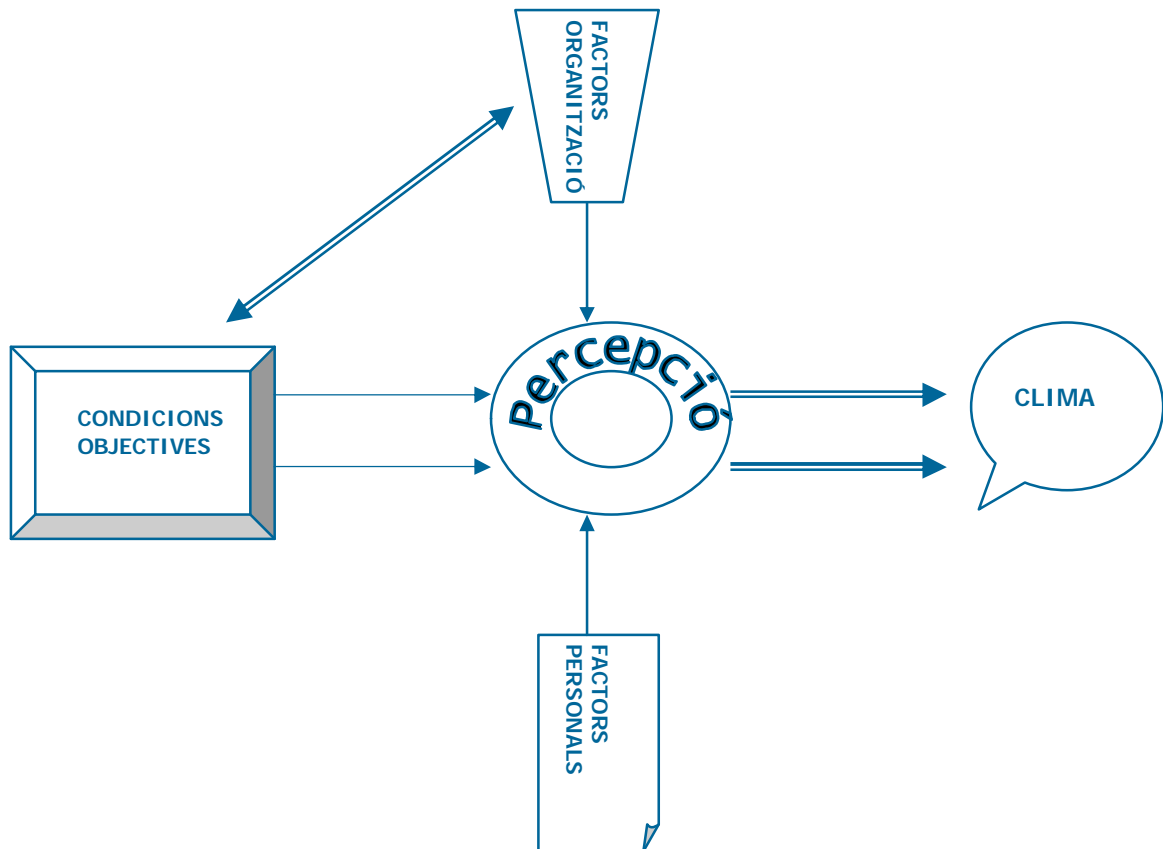 FACTORS
ORGANITZACIÓ
Percepció
CONDICIONS
OBJECTIVES
CLIMA
FACTORS
PERSONALS